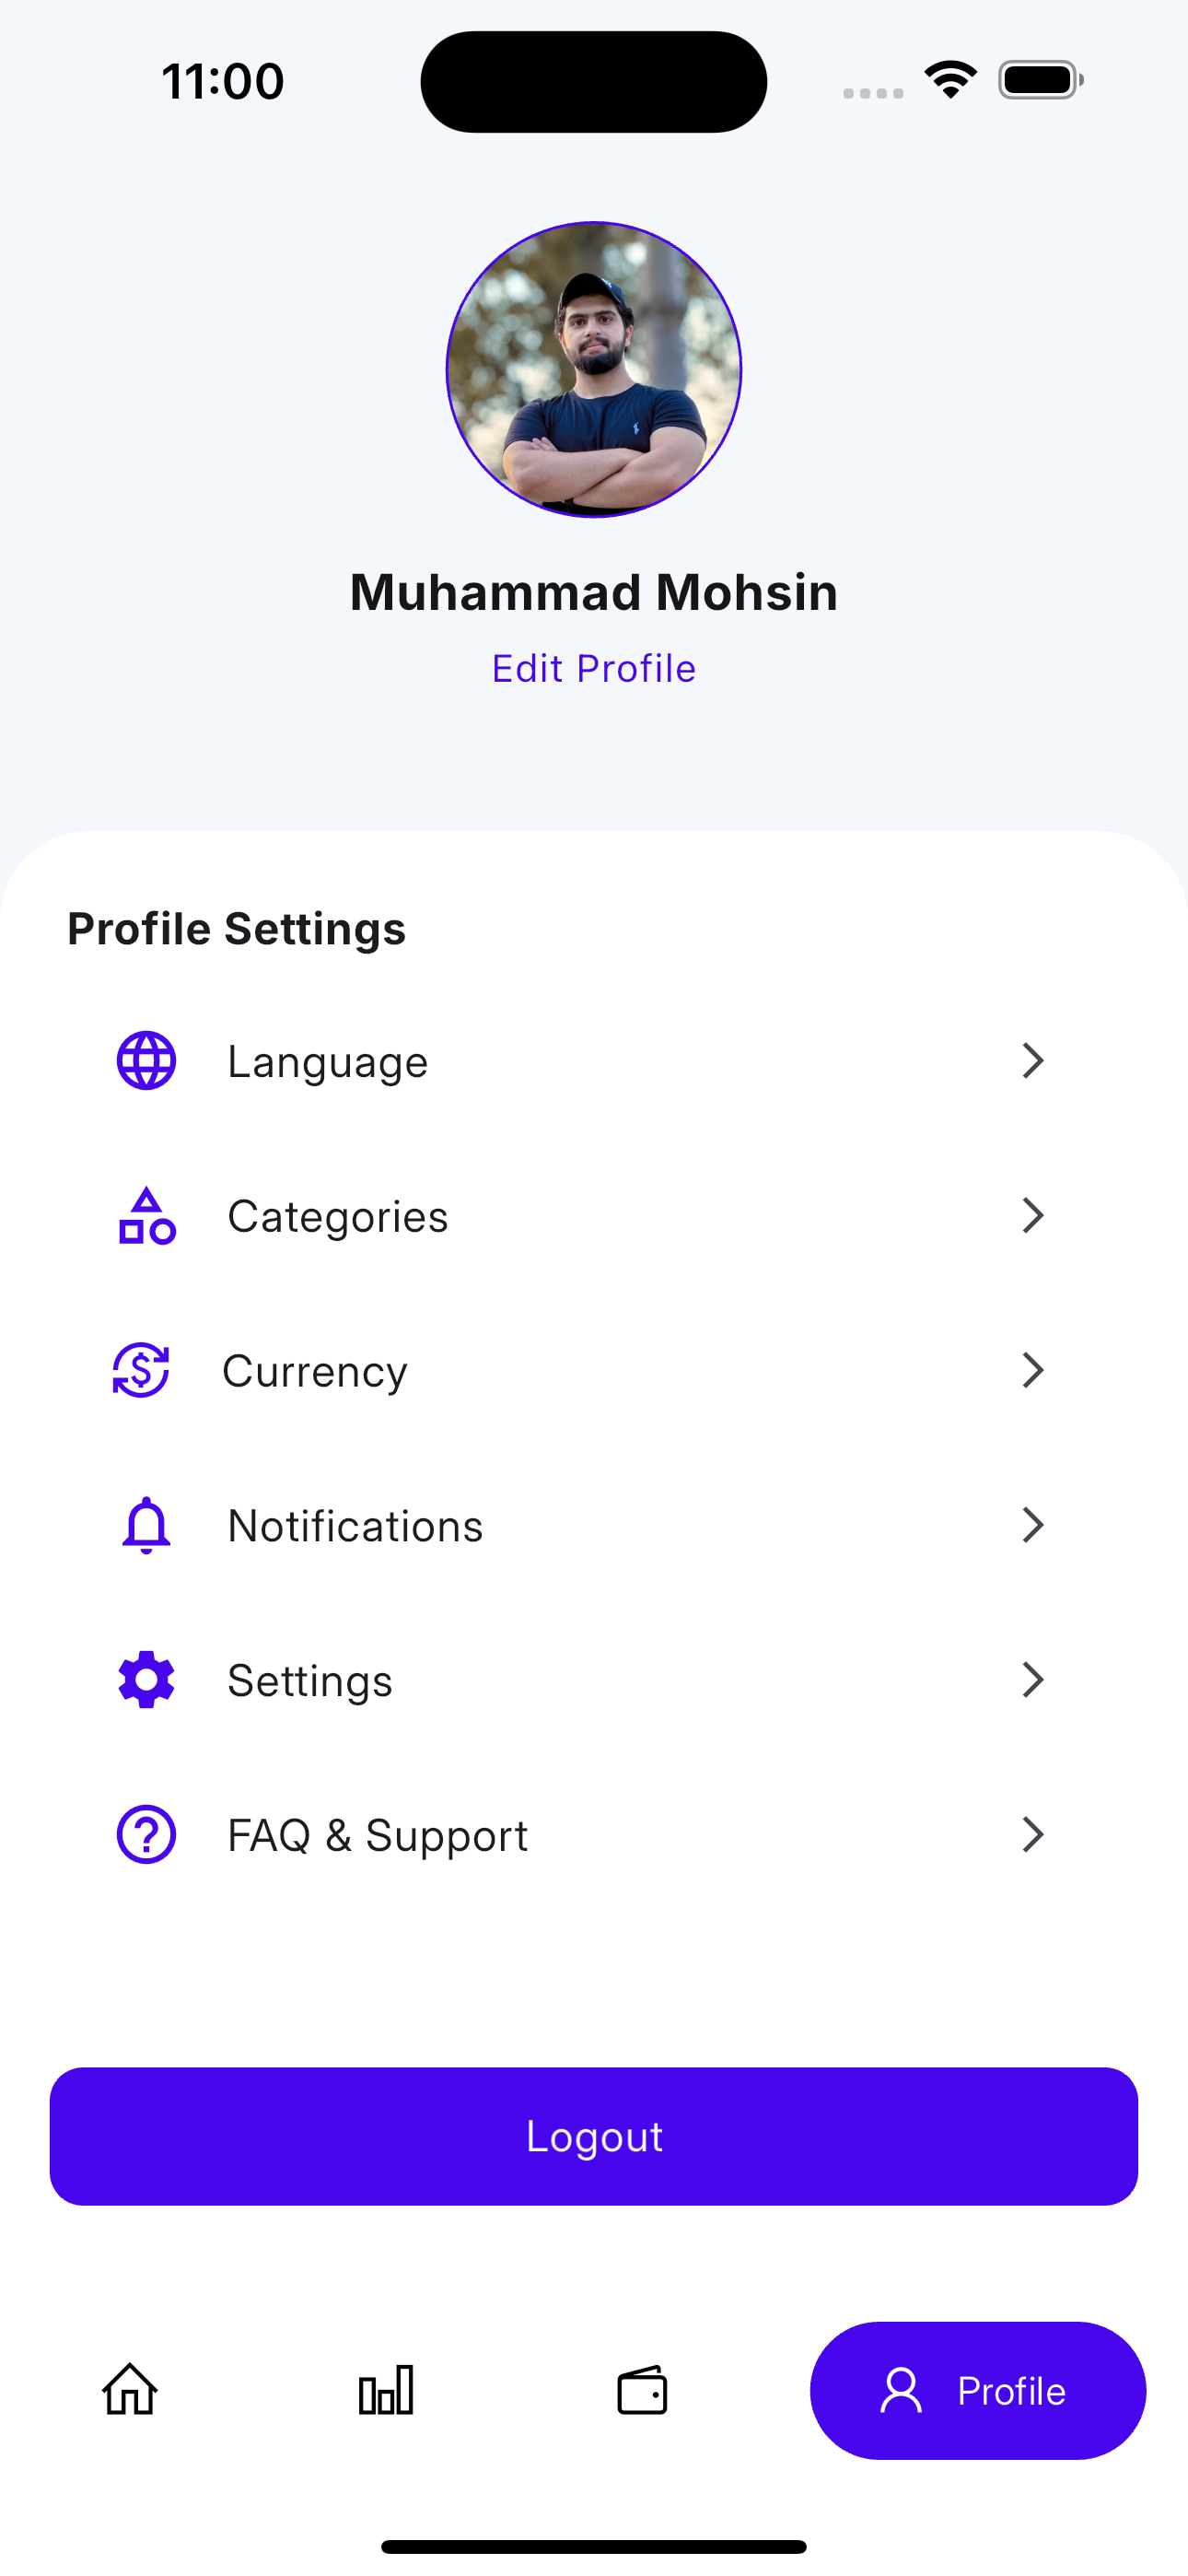 11:00
Muhammad Mohsin
Edit Profile
Profile Settings
Language
Categories
Currency
Notifications
Settings
FAQ & Support
Logout
Profile